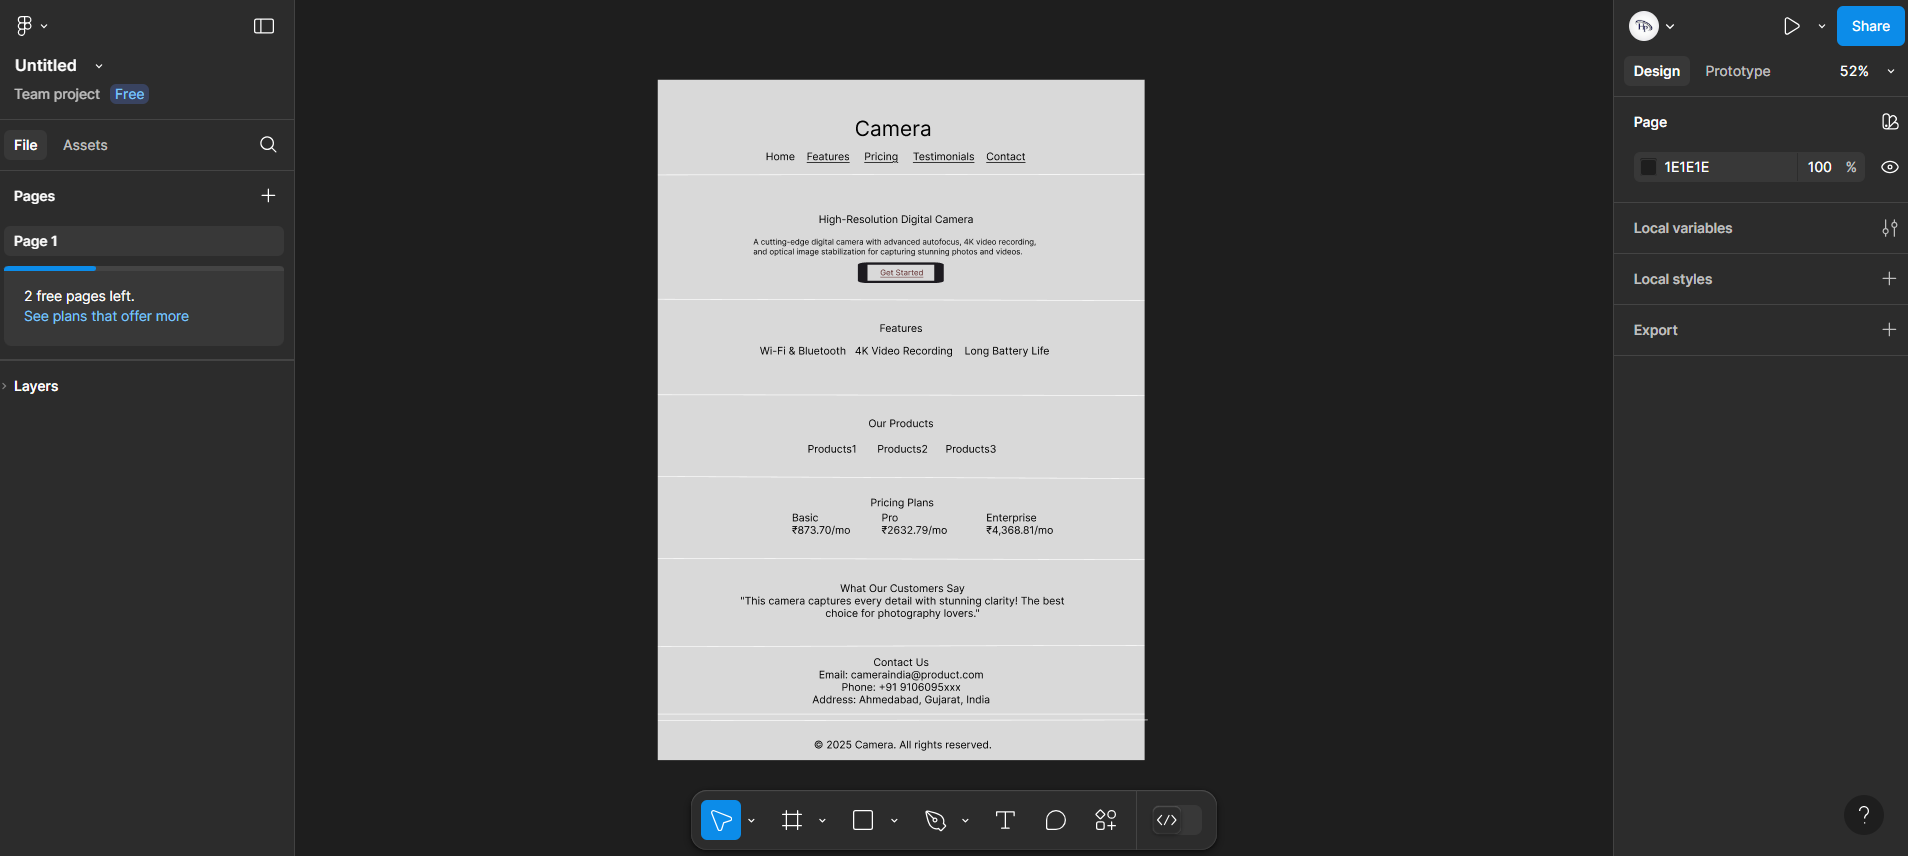 Untitled
Team project Free
File Assets
Pages
Page 1
2 free pages left.
See plans that offer more
Layers
Camera
Home Features Pricing Testimonials Contact
High-Resolution Digital Camera
A cutting-edge digital camera with advanced autofocus, 4K video recording,
and optical image stabilization for capturing stunning photos and videos.
Get Started
Features
Wi-Fi & Bluetooth 4K Video Recording Long Battery Life
Our Products
Products1 Products2 Products3
Pricing Plans
Basic Pro Enterprise
₹873.70/mo ₹2632.79/mo ₹4,368.81/mo
What Our Customers Say
"This camera captures every detail with stunning clarity! The best
choice for photography lovers."
Contact Us
Email: cameraindia@product.com
Phone: +91 9106095xxx
Address: Ahmedabad, Gujarat, India
© 2025 Camera. All rights reserved.
Share
Design Prototype 52%
Page
1E1E1E 100 %
Local variables
Local styles
Export
?